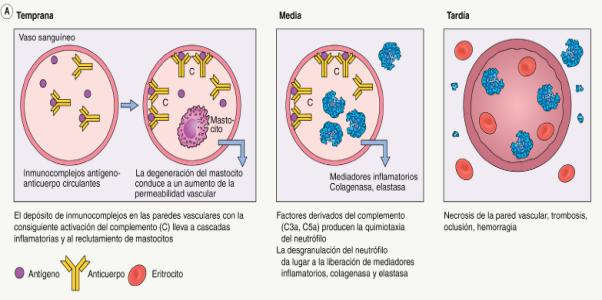 A
Temprana
Media
Tardía
Vaso sanguíneo
C
C
Masto-
cito
Inmunocomplejos antígeno-
anticuerpo circulantes
La degeneración del mastocito
conduce a un aumento de la
permeabilidad vascular
C
C
Mediadores inflamatorios
Colagenasa, elastasa
El depósito de inmunocomplejos en las paredes vasculares con la
consiguiente activación del complemento (C) lleva a cascadas
inflamatorias y al reclutamiento de mastocitos
Factores derivados del complemento
(C3a, C5a) producen la quimiotaxia
del neutrófilo
La desgranulación del neutrófilo
da lugar a la liberación de mediadores
inflamatorios, colagenasa y elastasa
Necrosis de la pared vascular, trombosis,
oclusión, hemorragia
Antígeno
Anticuerpo
Eritrocito